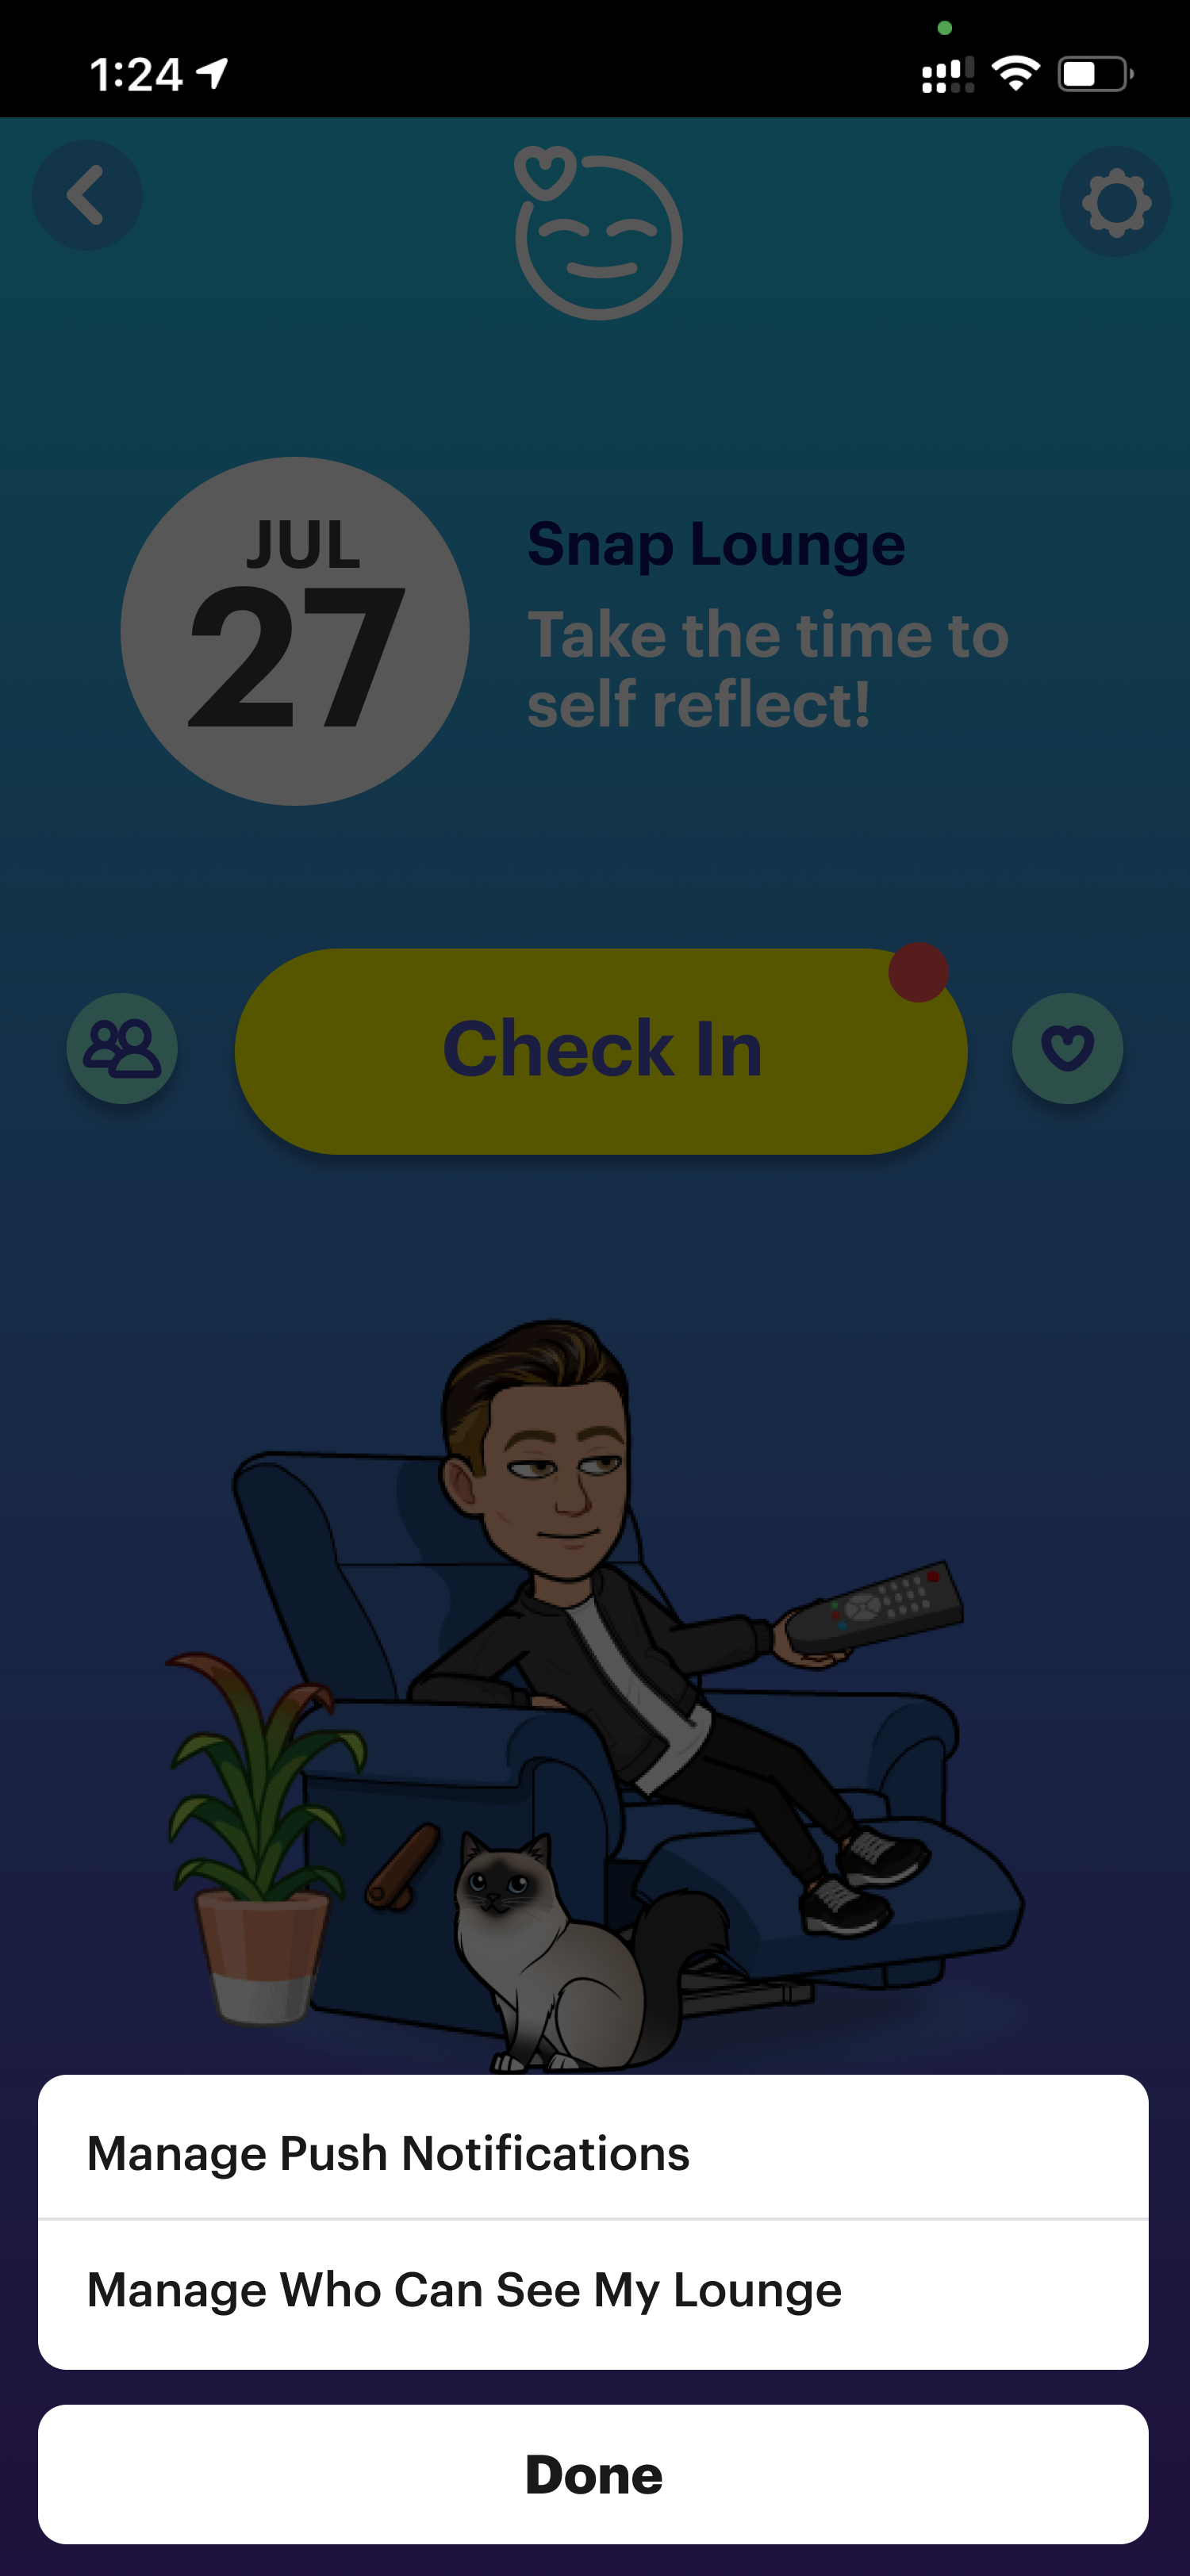 1:24
JUL
27
Snap Lounge
Take the time to
self reflect!
Check In
Manage Push Notifications
Manage Who Can See My Lounge
Done